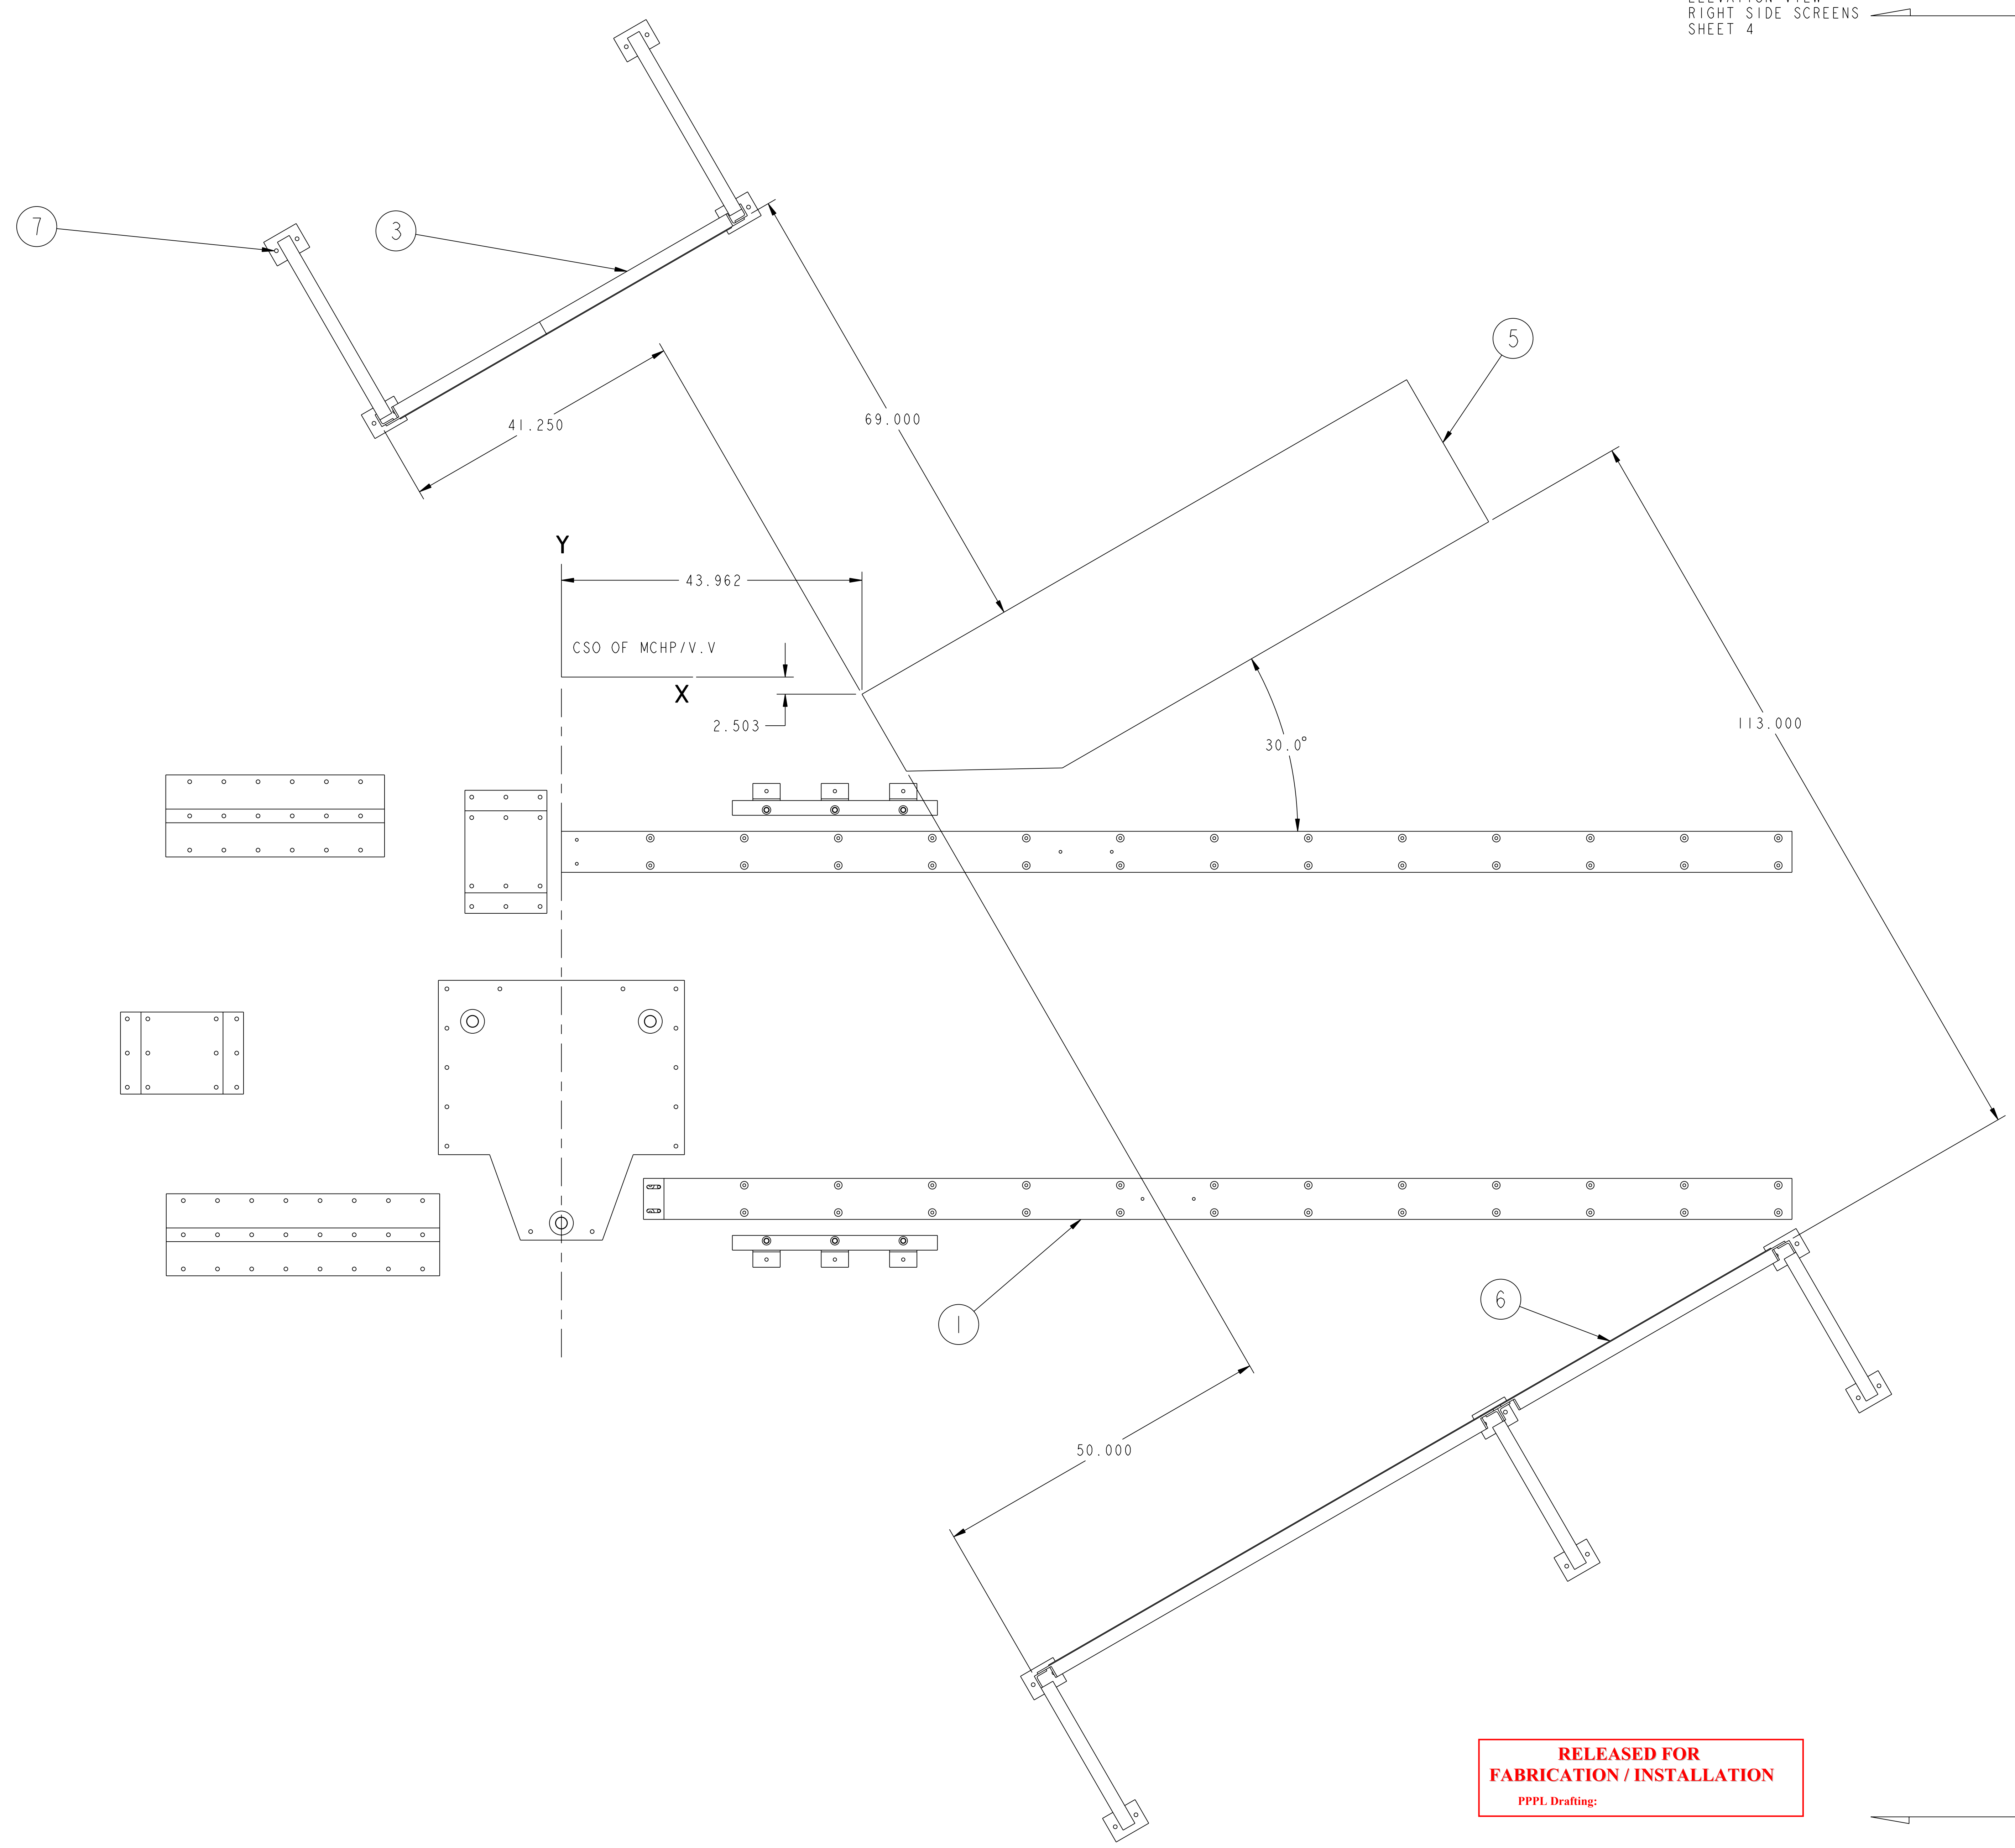 RIGHT SIDE SCREENS
SHEET 4
7
3
5
69.000
41.250
Y
43.962
CSO OF MCHP/V.V
X
2.503
113.000
30.0°
1
6
50.000
RELEASED FOR
FABRICATION / INSTALLATION
PPPL Drafting: